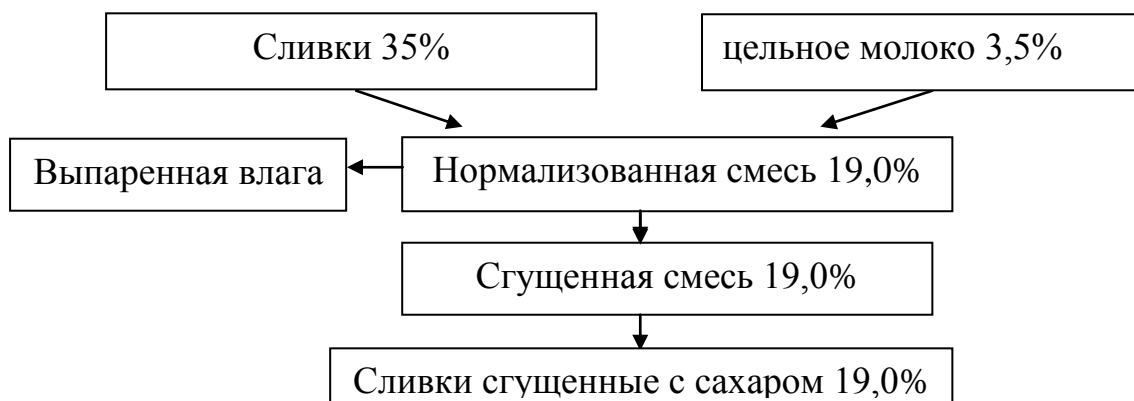 Сливки 35%
цельное молоко 3,5%
Выпаренная влага
Нормализованная смесь 19,0%
Сгущенная смесь 19,0%
Сливки сгущенные с сахаром 19,0%